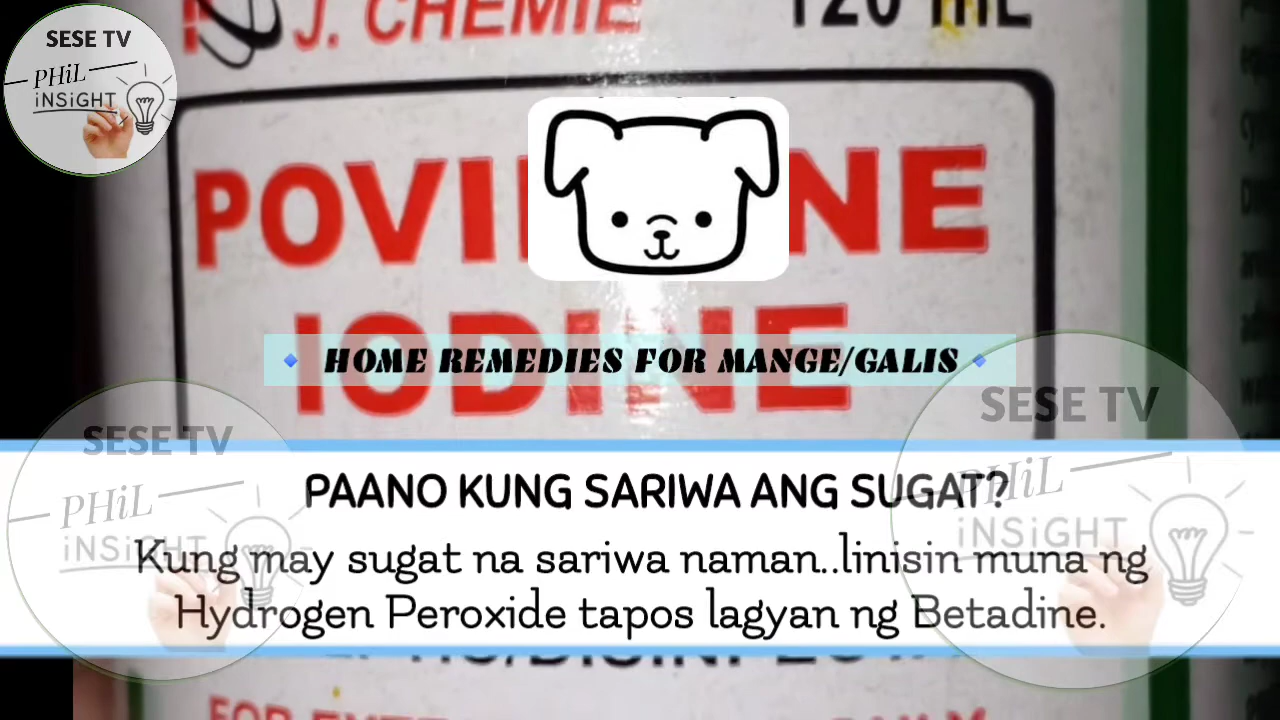 SESE TV
PHiL
iNSiGHT
J. CHEMIE
120 mL
IODINE
🔹 HOME REMEDIES FOR MANGE/GALIS 🔹
SESE TV
PHiL
iNSiGHT
SESE TV
PHiL
iNSiGHT
PAANO KUNG SARIWA ANG SUGAT?
Kung may sugat na sariwa naman..linisin muna ng
Hydrogen Peroxide tapos lagyan ng Betadine.